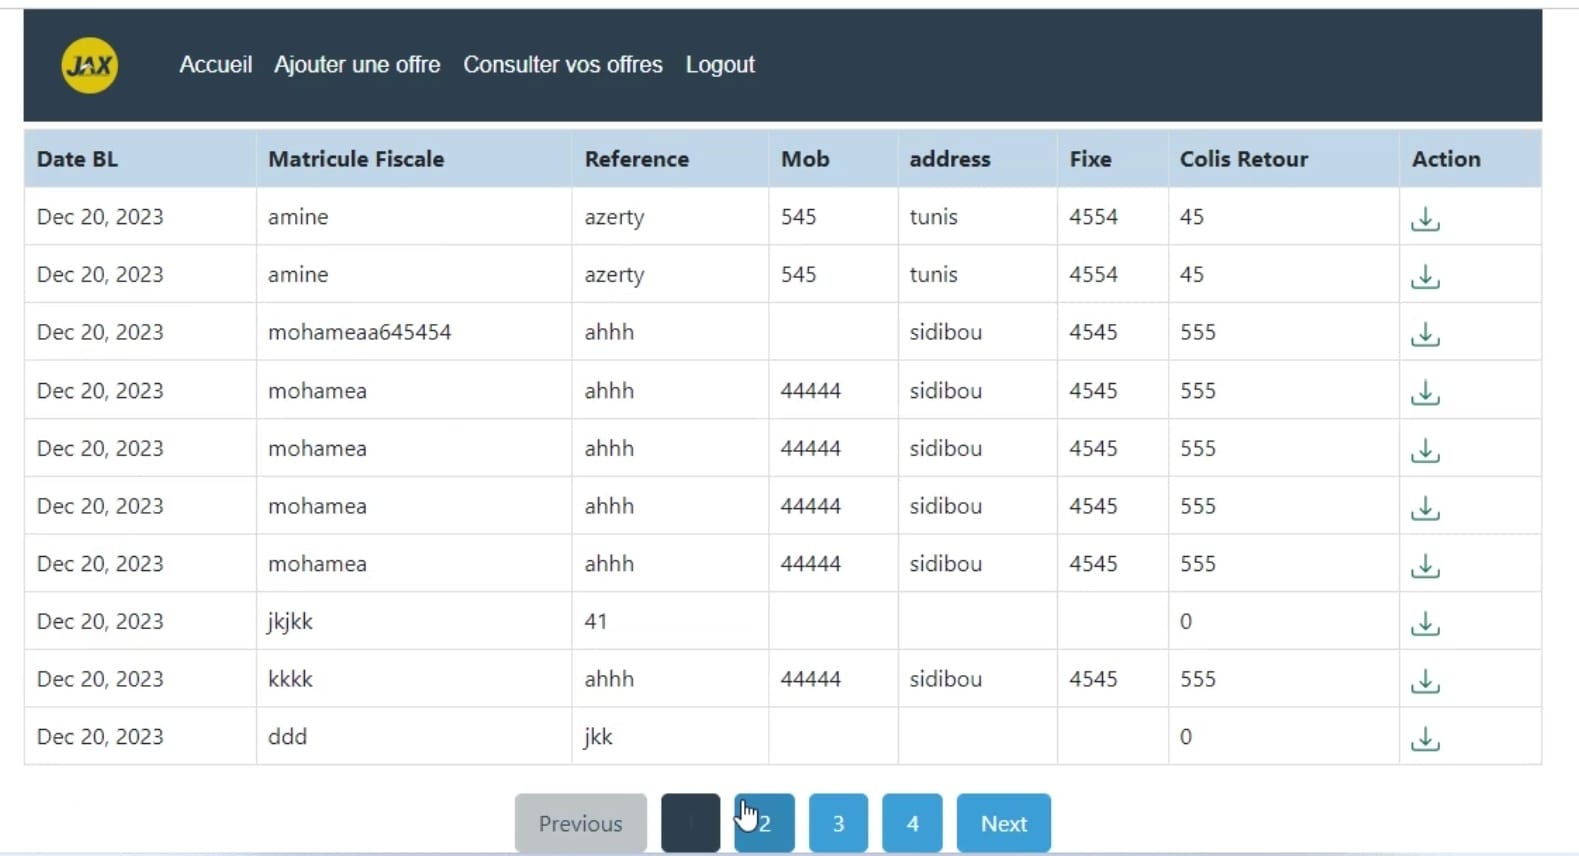 JAX Accueil Ajouter une offre Consulter vos offres Logout
Date BL Matricule Fiscale Reference Mob address Fixe Colis Retour Action
Dec 20, 2023 amine azerty 545 tunis 4554 45
Dec 20, 2023 amine azerty 545 tunis 4554 45
Dec 20, 2023 mohameaa645454 ahhh sidibou 4545 555
Dec 20, 2023 mohamea ahhh 44444 sidibou 4545 555
Dec 20, 2023 mohamea ahhh 44444 sidibou 4545 555
Dec 20, 2023 mohamea ahhh 44444 sidibou 4545 555
Dec 20, 2023 mohamea ahhh 44444 sidibou 4545 555
Dec 20, 2023 jkjkk 41 0
Dec 20, 2023 kkkk ahhh 44444 sidibou 4545 555
Dec 20, 2023 ddd jkk 0
Previous 2 3 4 Next